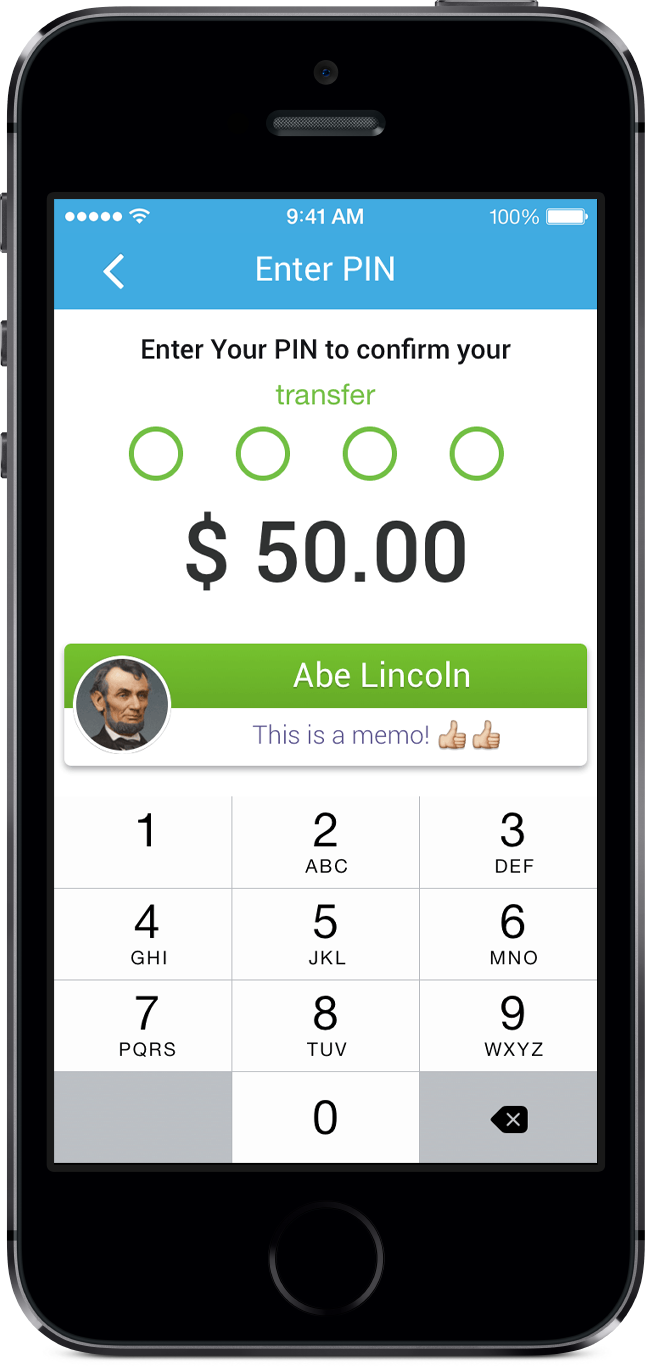 9:41 AM 100%
Enter PIN
Enter Your PIN to confirm your
transfer
$ 50.00
Abe Lincoln
This is a memo! 👍👍
1 2 3
ABC DEF
4 5 6
GHI JKL MNO
7 8 9
PQRS TUV WXYZ
0